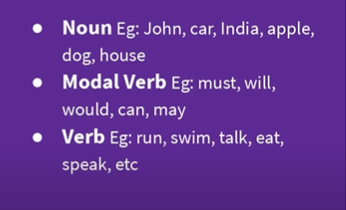 ● Noun Eg: John, car, India, apple,
dog, house
● Modal Verb Eg: must, will,
would, can, may
● Verb Eg: run, swim, talk, eat,
speak, etc